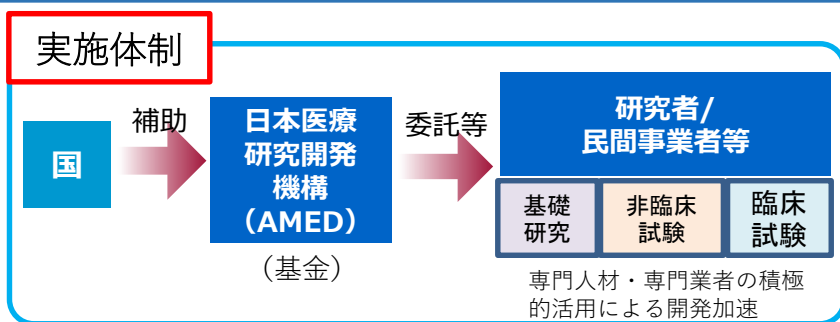 実施体制
国
補助
日本医療
研究開発
機構
（AMED）
（基金）
委託等
研究者/
民間事業者等
基礎
研究
非臨床
試験
臨床
試験
専門人材・専門業者の積極
的活用による開発加速